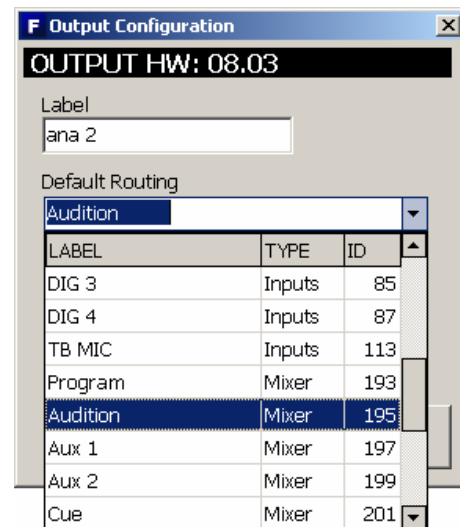 F Output Configuration
OUTPUT HW: 08.03
Label
ana 2
Default Routing
Audition
LABEL TYPE ID
DIG 3 Inputs 85
DIG 4 Inputs 87
TB MIC Inputs 113
Program Mixer 193
Audition Mixer 195
Aux 1 Mixer 197
Aux 2 Mixer 199
Cue Mixer 201